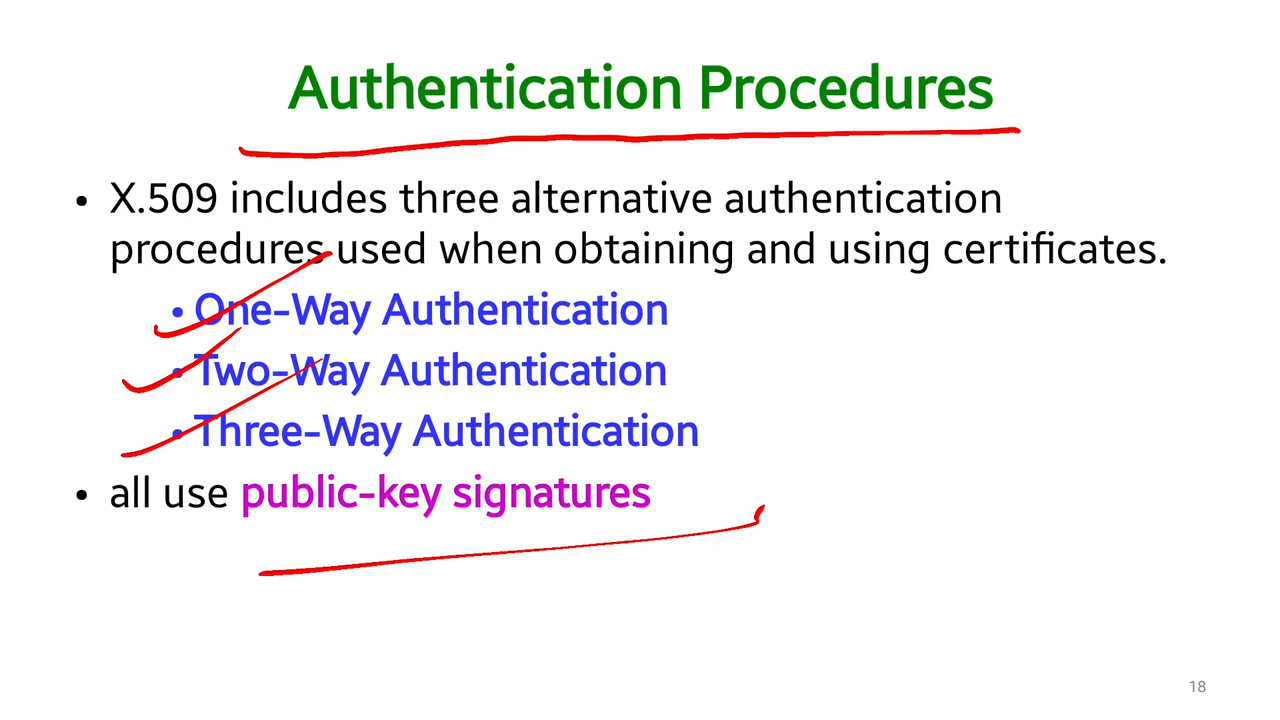 Authentication Procedures
• X.509 includes three alternative authentication
procedures used when obtaining and using certificates.
• One-Way Authentication
• Two-Way Authentication
• Three-Way Authentication
• all use public-key signatures
18